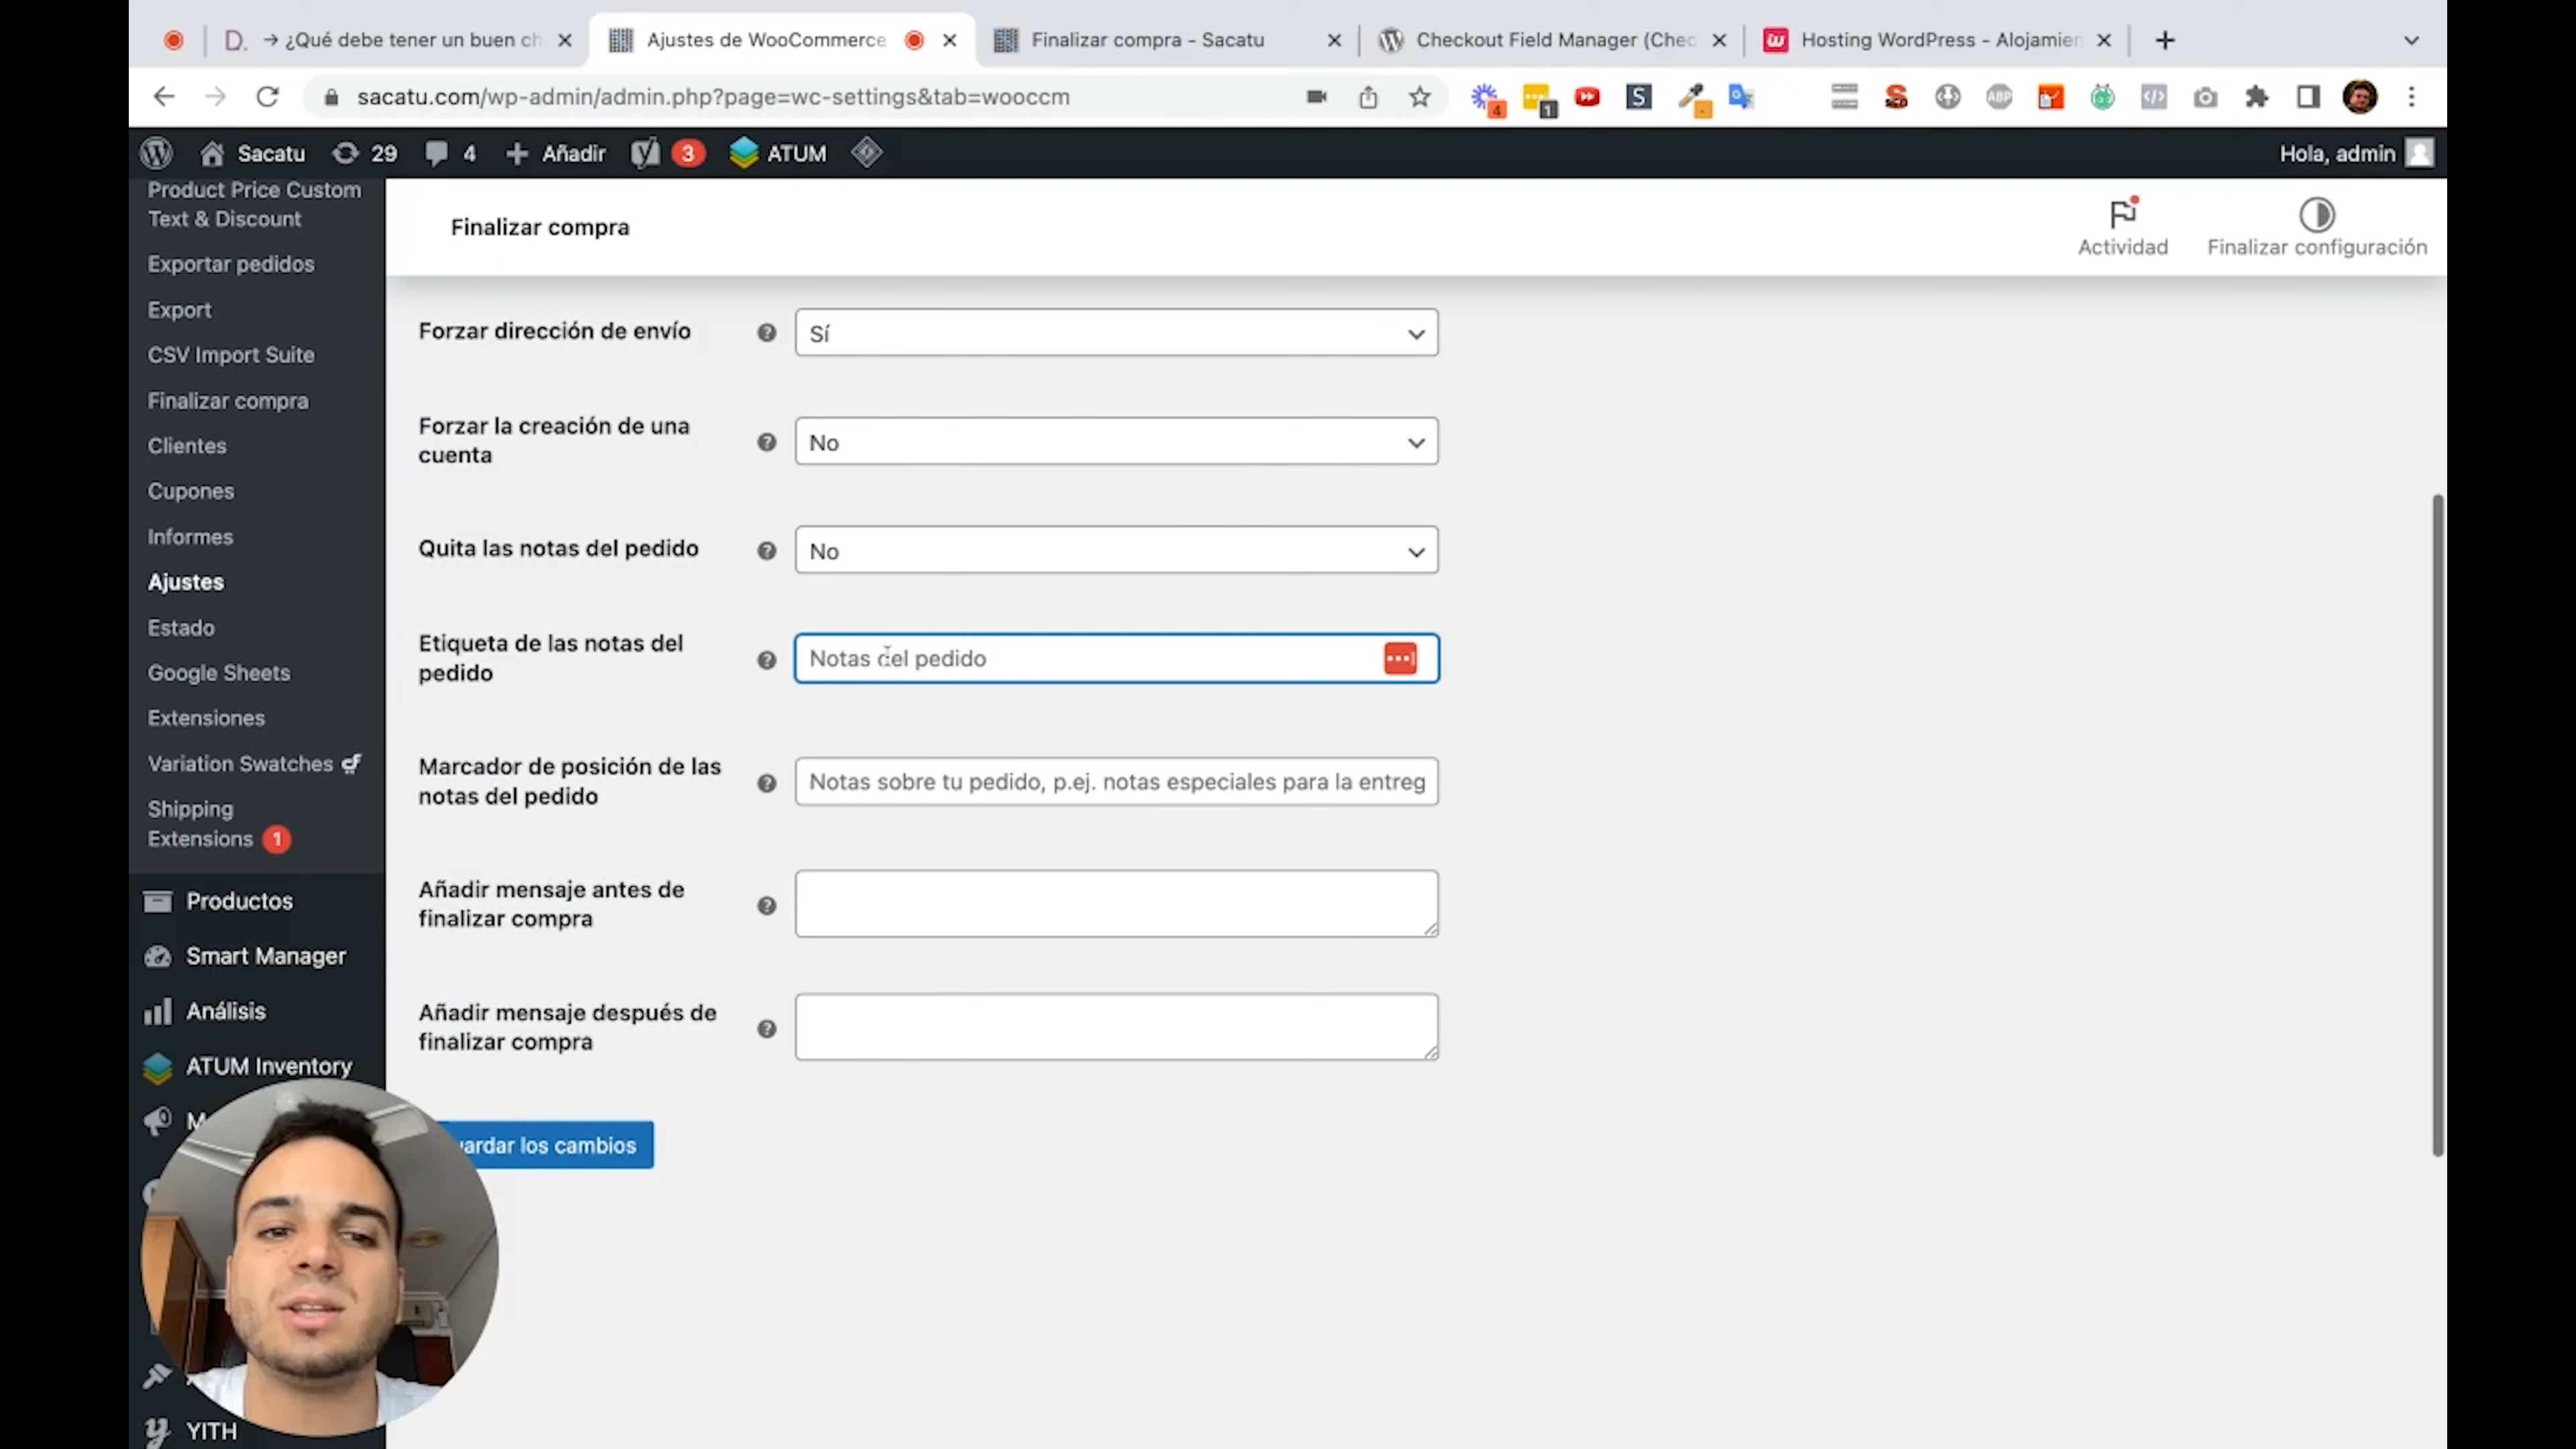 → ¿Qué debe tener un buen ch
Ajustes de WooCommerce
Finalizar compra - Sacatu
Checkout Field Manager (Chec
Hosting WordPress - Alojamien
sacatu.com/wp-admin/admin.php?page=wc-settings&tab=wooccm
4
1
S
ABP
Sacatu
29
4
Añadir
3
ATUM
Hola, admin
Product Price Custom
Text & Discount
Exportar pedidos
Export
CSV Import Suite
Finalizar compra
Clientes
Cupones
Informes
Ajustes
Estado
Google Sheets
Extensiones
Variation Swatches
Shipping
Extensions 1
Productos
Smart Manager
Análisis
ATUM Inventory
YITH
Finalizar compra
Actividad
Finalizar configuración
Forzar dirección de envío
Sí
Forzar la creación de una
cuenta
No
Quita las notas del pedido
No
Etiqueta de las notas del
pedido
Notas del pedido
Marcador de posición de las
notas del pedido
Notas sobre tu pedido, p.ej. notas especiales para la entreg
Añadir mensaje antes de
finalizar compra
Añadir mensaje después de
finalizar compra
ardar los cambios